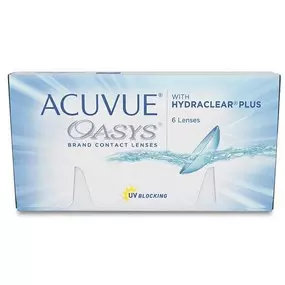 ACUVUE®
OASYS®
BRAND CONTACT LENSES
WITH
HYDRACLEAR® PLUS
6 Lenses
UV BLOCKING